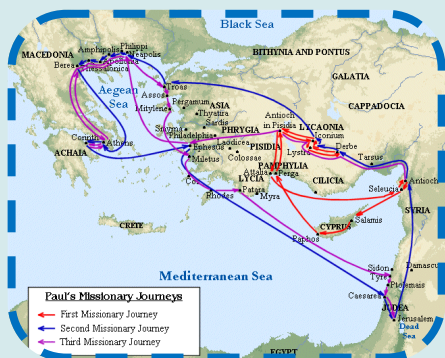 Black Sea
MACEDONIA
Amphipolis
Philippi
Neapolis
Apollonia
Berea
Thessalonica
BITHYNIA AND PONTUS
GALATIA
Aegean
Sea
Troas
Assos
Mitylene
Pergamum
ASIA
Thyatira
Sardis
Smyrna
Philadelphia
CAPPADOCIA
Antioch
in Pisidia
LYCAONIA
Iconium
PHRYGIA
Laodicea
PISIDIA
Lystra
Derbe
Corinth
Athens
Ephesus
ACHAIA
Miletus
Colossae
PAMPHYLIA
Tarsus
Attalia
Perga
CILICIA
Antioch
Cos
LYCIA
Seleucia
Rhodes
Patara
Myra
SYRIA
CRETE
Salamis
CYPRUS
Paphos
Mediterranean Sea
Sidon
Damascu
Tyre
Ptolemais
Caesarea
JUDEA
Jerusalem
Dead
Sea
EGYPT
Paul's Missionary Journeys
First Missionary Journey
Second Missionary Journey
Third Missionary Journey